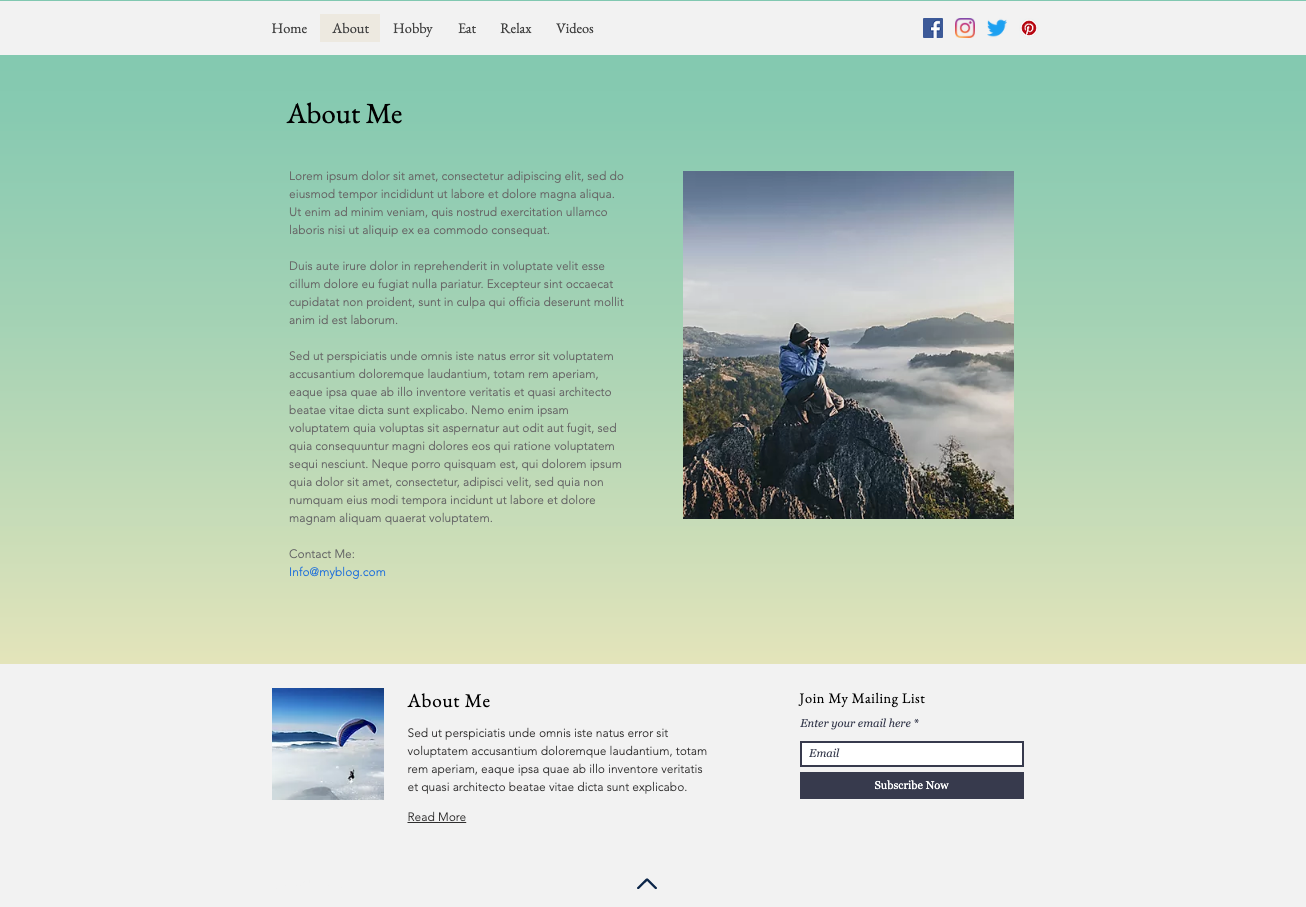 Home About Hobby Eat Relax Videos
About Me
Lorem ipsum dolor sit amet, consectetur adipiscing elit, sed do
eiusmod tempor incididunt ut labore et dolore magna aliqua.
Ut enim ad minim veniam, quis nostrud exercitation ullamco
laboris nisi ut aliquip ex ea commodo consequat.
Duis aute irure dolor in reprehenderit in voluptate velit esse
cillum dolore eu fugiat nulla pariatur. Excepteur sint occaecat
cupidatat non proident, sunt in culpa qui officia deserunt mollit
anim id est laborum.
Sed ut perspiciatis unde omnis iste natus error sit voluptatem
accusantium doloremque laudantium, totam rem aperiam,
eaque ipsa quae ab illo inventore veritatis et quasi architecto
beatae vitae dicta sunt explicabo. Nemo enim ipsam
voluptatem quia voluptas sit aspernatur aut odit aut fugit, sed
quia consequuntur magni dolores eos qui ratione voluptatem
sequi nesciunt. Neque porro quisquam est, qui dolorem ipsum
quia dolor sit amet, consectetur, adipisci velit, sed quia non
numquam eius modi tempora incidunt ut labore et dolore
magnam aliquam quaerat voluptatem.
Contact Me:
Info@myblog.com
About Me
Sed ut perspiciatis unde omnis iste natus error sit
voluptatem accusantium doloremque laudantium, totam
rem aperiam, eaque ipsa quae ab illo inventore veritatis
et quasi architecto beatae vitae dicta sunt explicabo.
Read More
Join My Mailing List
Enter your email here *
Email
Subscribe Now